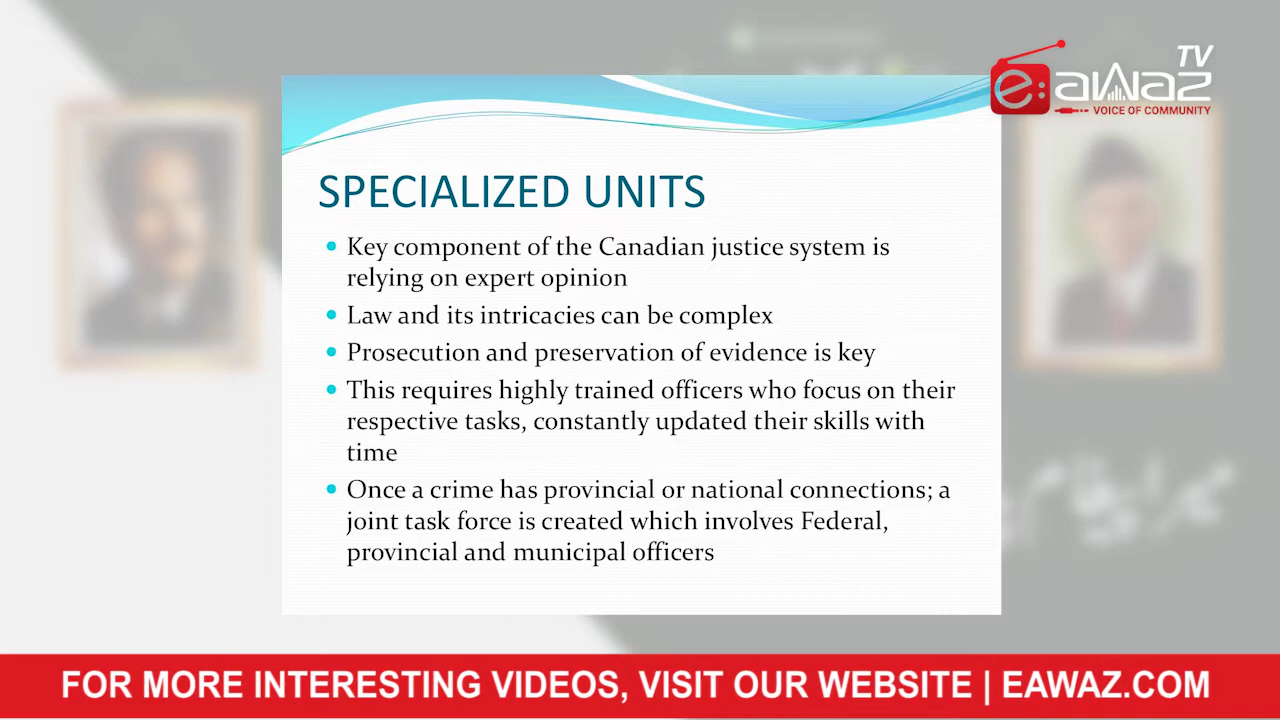 TV
e:awaz
VOICE OF COMMUNITY
SPECIALIZED UNITS
• Key component of the Canadian justice system is
relying on expert opinion
• Law and its intricacies can be complex
• Prosecution and preservation of evidence is key
• This requires highly trained officers who focus on their
respective tasks, constantly updated their skills with
time
• Once a crime has provincial or national connections; a
joint task force is created which involves Federal,
provincial and municipal officers
FOR MORE INTERESTING VIDEOS, VISIT OUR WEBSITE | EAWAZ.COM